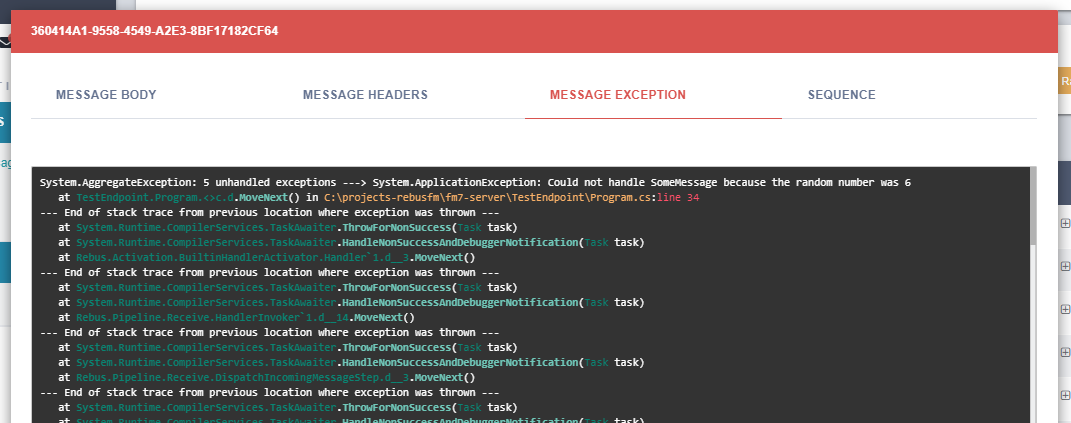 360414A1-9558-4549-A2E3-8BF17182CF64
MESSAGE BODY MESSAGE HEADERS MESSAGE EXCEPTION SEQUENCE
System.AggregateException: 5 unhandled exceptions ---> System.ApplicationException: Could not handle SomeMessage because the random number was 6
at TestEndpoint.Program.<>c.d.MoveNext() in C:\projects-rebusfm\fm7-server\TestEndpoint\Program.cs:line 34
--- End of stack trace from previous location where exception was thrown ---
at System.Runtime.CompilerServices.TaskAwaiter.ThrowForNonSuccess(Task task)
at System.Runtime.CompilerServices.TaskAwaiter.HandleNonSuccessAndDebuggerNotification(Task task)
at Rebus.Activation.BuiltinHandlerActivator.Handler`1.d__3.MoveNext()
--- End of stack trace from previous location where exception was thrown ---
at System.Runtime.CompilerServices.TaskAwaiter.ThrowForNonSuccess(Task task)
at System.Runtime.CompilerServices.TaskAwaiter.HandleNonSuccessAndDebuggerNotification(Task task)
at Rebus.Pipeline.Receive.HandlerInvoker`1.d__14.MoveNext()
--- End of stack trace from previous location where exception was thrown ---
at System.Runtime.CompilerServices.TaskAwaiter.ThrowForNonSuccess(Task task)
at System.Runtime.CompilerServices.TaskAwaiter.HandleNonSuccessAndDebuggerNotification(Task task)
at Rebus.Pipeline.Receive.DispatchIncomingMessageStep.d__3.MoveNext()
--- End of stack trace from previous location where exception was thrown ---
at System.Runtime.CompilerServices.TaskAwaiter.ThrowForNonSuccess(Task task)
at System.Runtime.CompilerServices.TaskAwaiter.HandleNonSuccessAndDebuggerNotification(Task task)